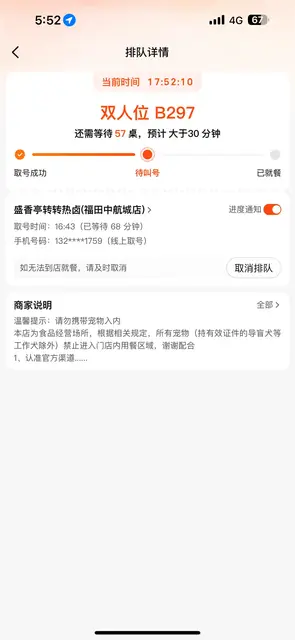 5:52
4G
67
排队详情
当前时间 17:52:10
双人位 B297
还需等待 57 桌，预计 大于30 分钟
取号成功
待叫号
已就餐
盛香亭转转热卤(福田中航城店)
进度通知
取号时间：16:43（已等待 68 分钟）
手机号码：132****1759（线上取号）
如无法到店就餐，请及时取消
取消排队
商家说明
全部
温馨提示：请勿携带宠物入内
本店为食品经营场所，根据相关规定，所有宠物（持有效证件的导盲犬等
工作犬除外）禁止进入门店内用餐区域，谢谢配合
1、认准官方渠道......